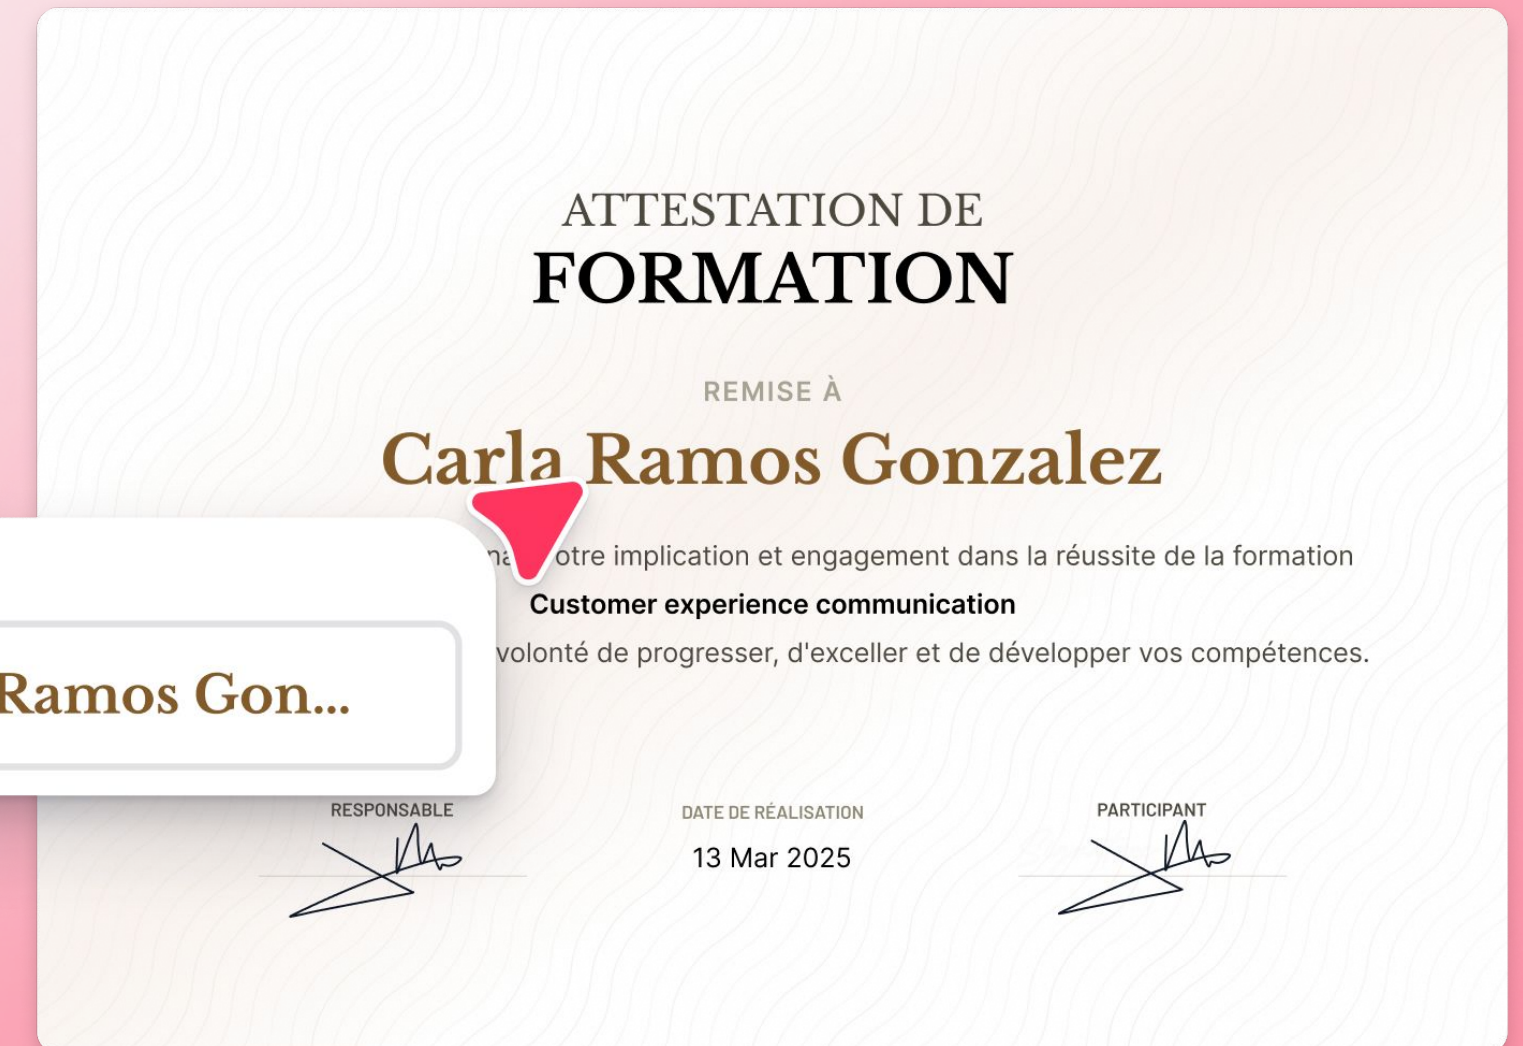 ATTESTATION DE
FORMATION
REMISE À
Carla Ramos Gonzalez
implication et engagement dans la réussite de la formation
Customer experience communication
volonté de progresser, d'exceller et de développer vos compétences.
Ramos Gon...
RESPONSABLE
DATE DE RÉALISATION
PARTICIPANT
13 Mar 2025